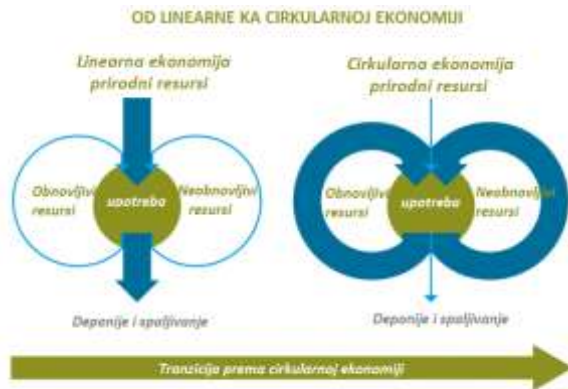 OD LINEARNE KA CIRKULARNOJ EKONOMIJI
Linearna ekonomija
prirodni resursi
Obnovljivi
resursi
upotreba
Neobnovljivi
resursi
Deponije i spaljivanje
Cirkularna ekonomija
prirodni resursi
Obnovljivi
resursi
upotreba
Neobnovljivi
resursi
Deponije i spaljivanje
Tranzicija prema cirkularnoj ekonomiji